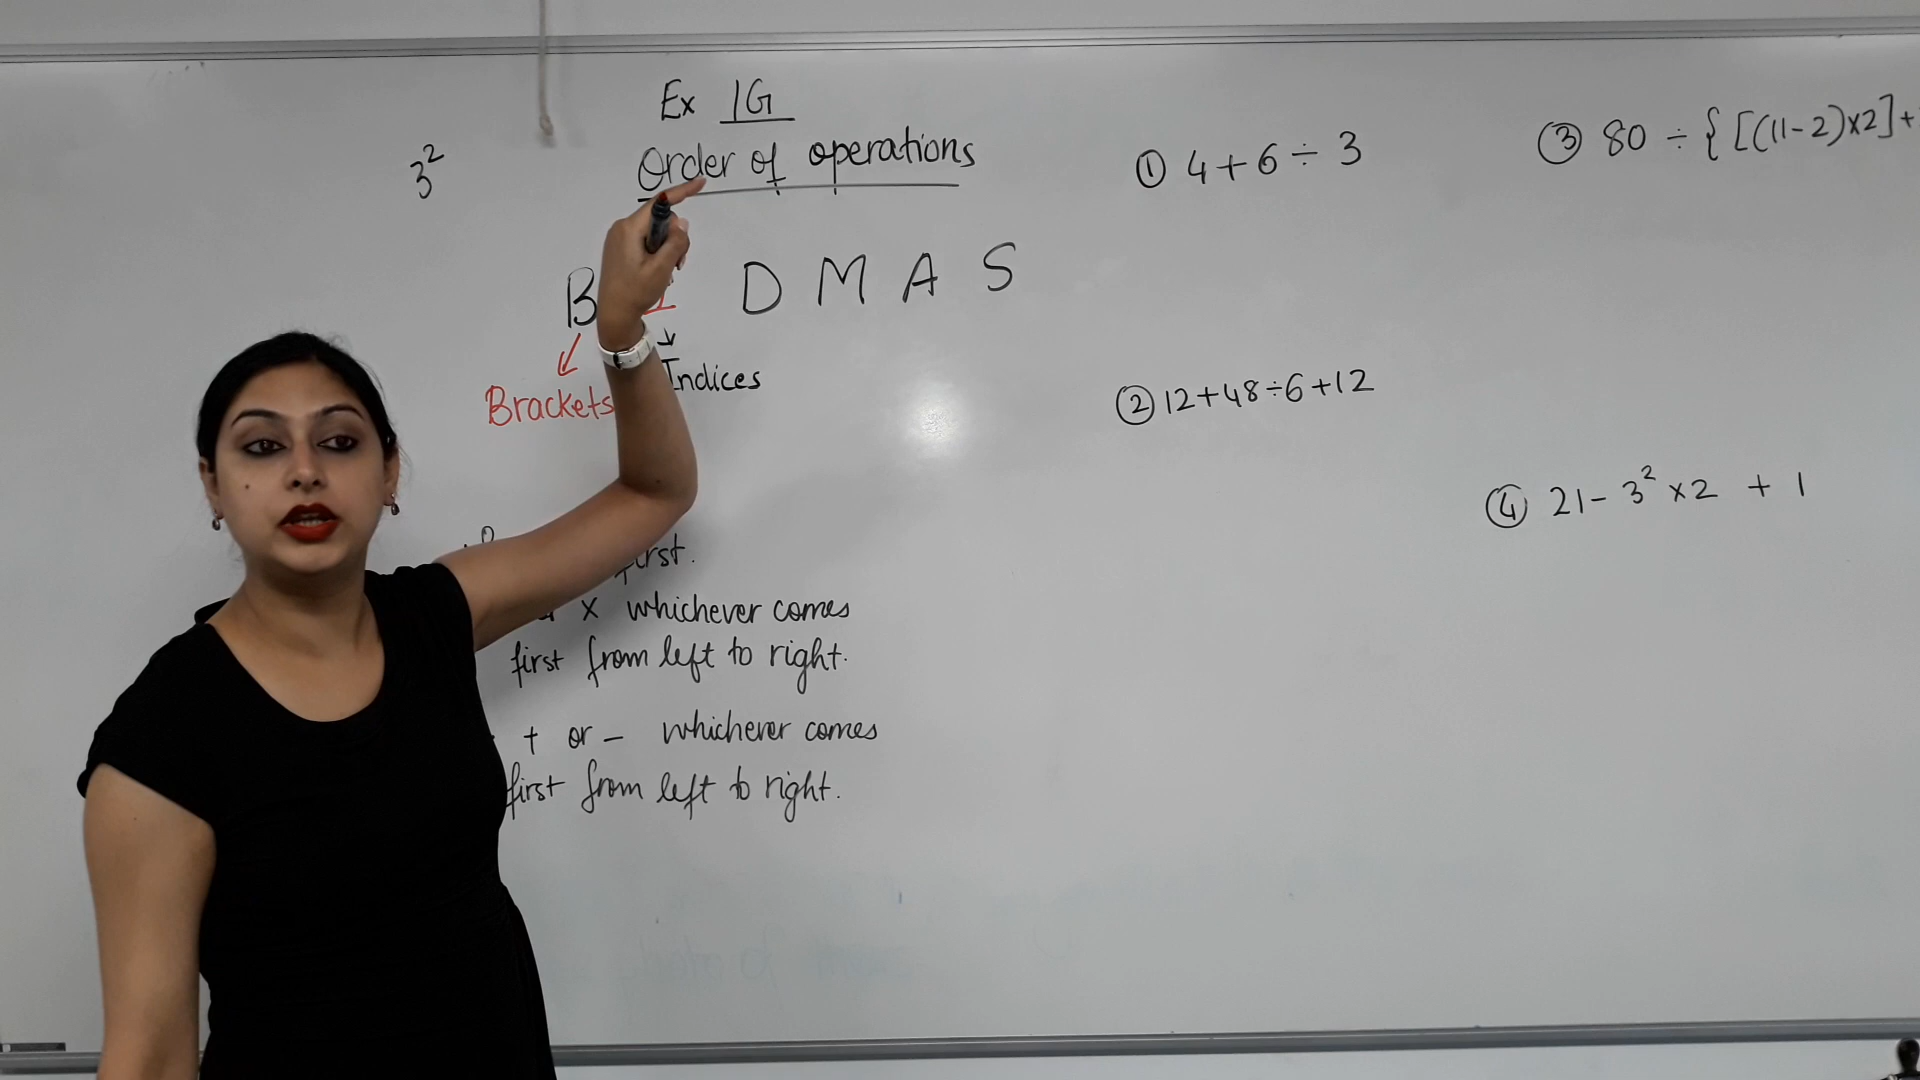 Ex 1G
Order of operations
3²
B I D M A S
Brackets
Indices
first.
x whichever comes
first from left to right.
+ or - whichever comes
first from left to right.
① 4+6÷3
② 12+48÷6+12
③ 80 ÷ { [(11-2)×2]+
④ 21- 3² ×2 + 1